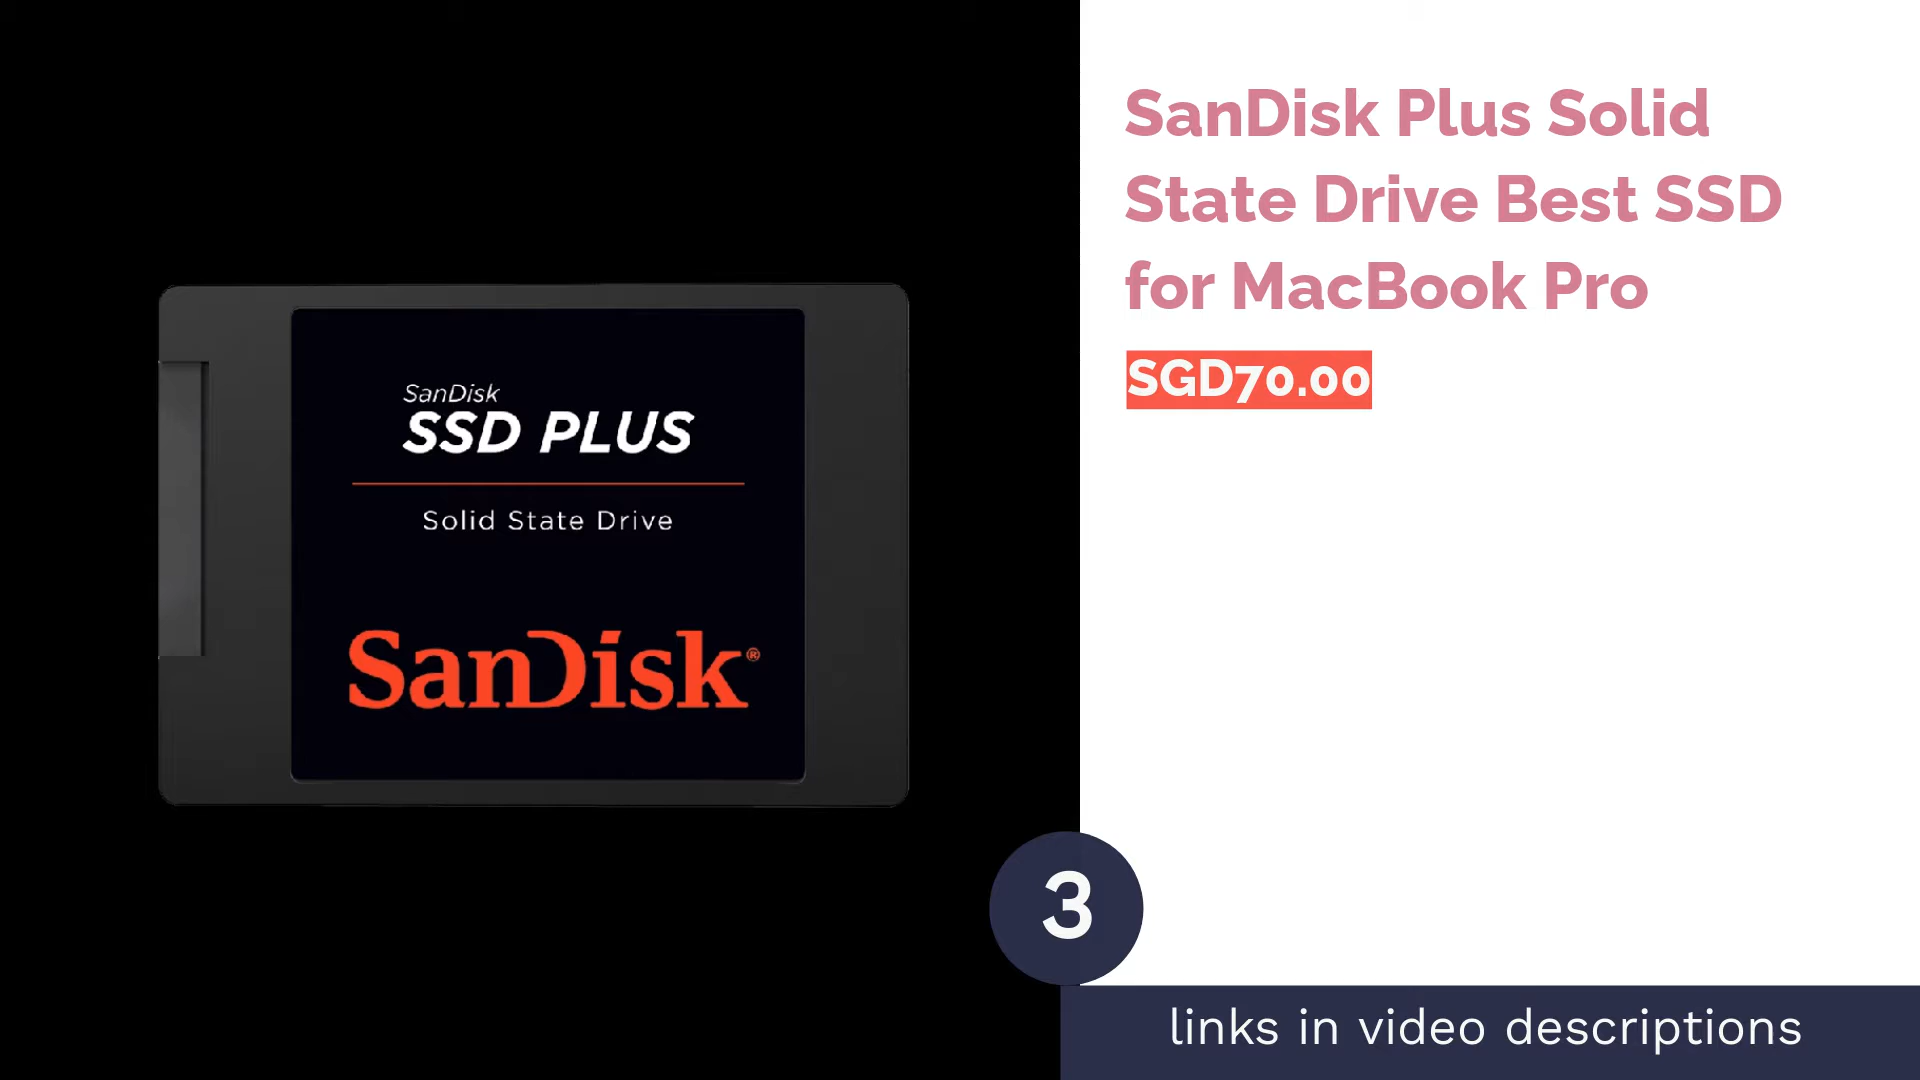 SanDisk
SSD PLUS
Solid State Drive
SanDisk®
SanDisk Plus Solid
State Drive Best SSD
for MacBook Pro
SGD70.00
3
links in video descriptions